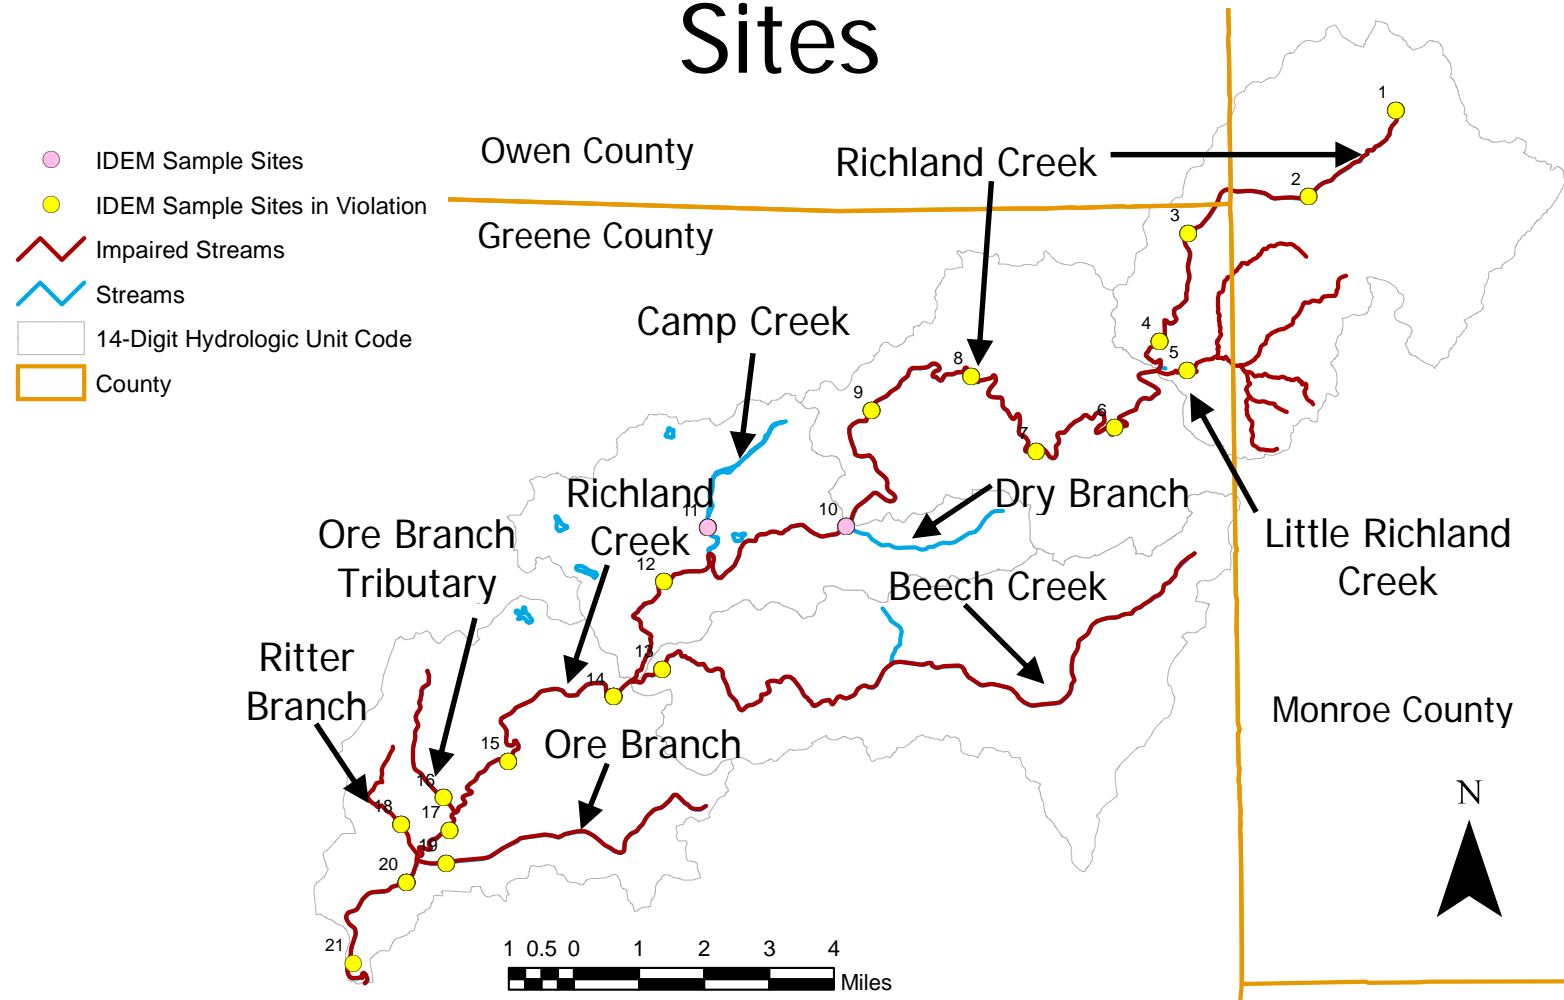 Sites
IDEM Sample Sites
IDEM Sample Sites in Violation
Impaired Streams
Streams
14-Digit Hydrologic Unit Code
County
Owen County
Greene County
Richland Creek
Camp Creek
Richland
Creek
Ore Branch
Tributary
Ritter
Branch
Ore Branch
Dry Branch
Beech Creek
Little Richland
Creek
Monroe County
1
2
3
4
5
6
7
8
9
10
11
12
13
14
15
16
17
18
19
20
21
N
1 0.5 0 1 2 3 4
Miles